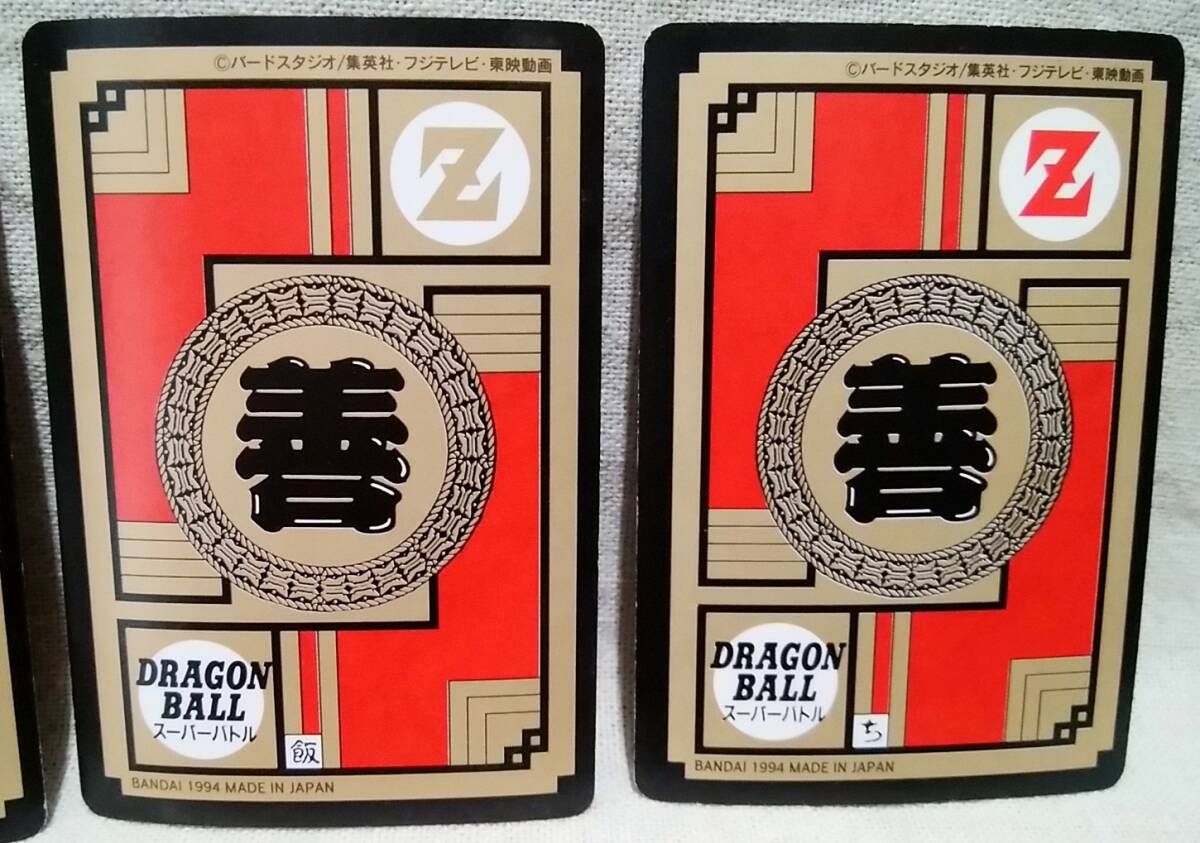 ©バードスタジオ/集英社・フジテレビ・東映動画
Z
善
DRAGON
BALL
スーパーバトル
飯
BANDAI 1994 MADE IN JAPAN
©バードスタジオ/集英社・フジテレビ・東映動画
Z
善
DRAGON
BALL
スーパーバトル
ち
BANDAI 1994 MADE IN JAPAN